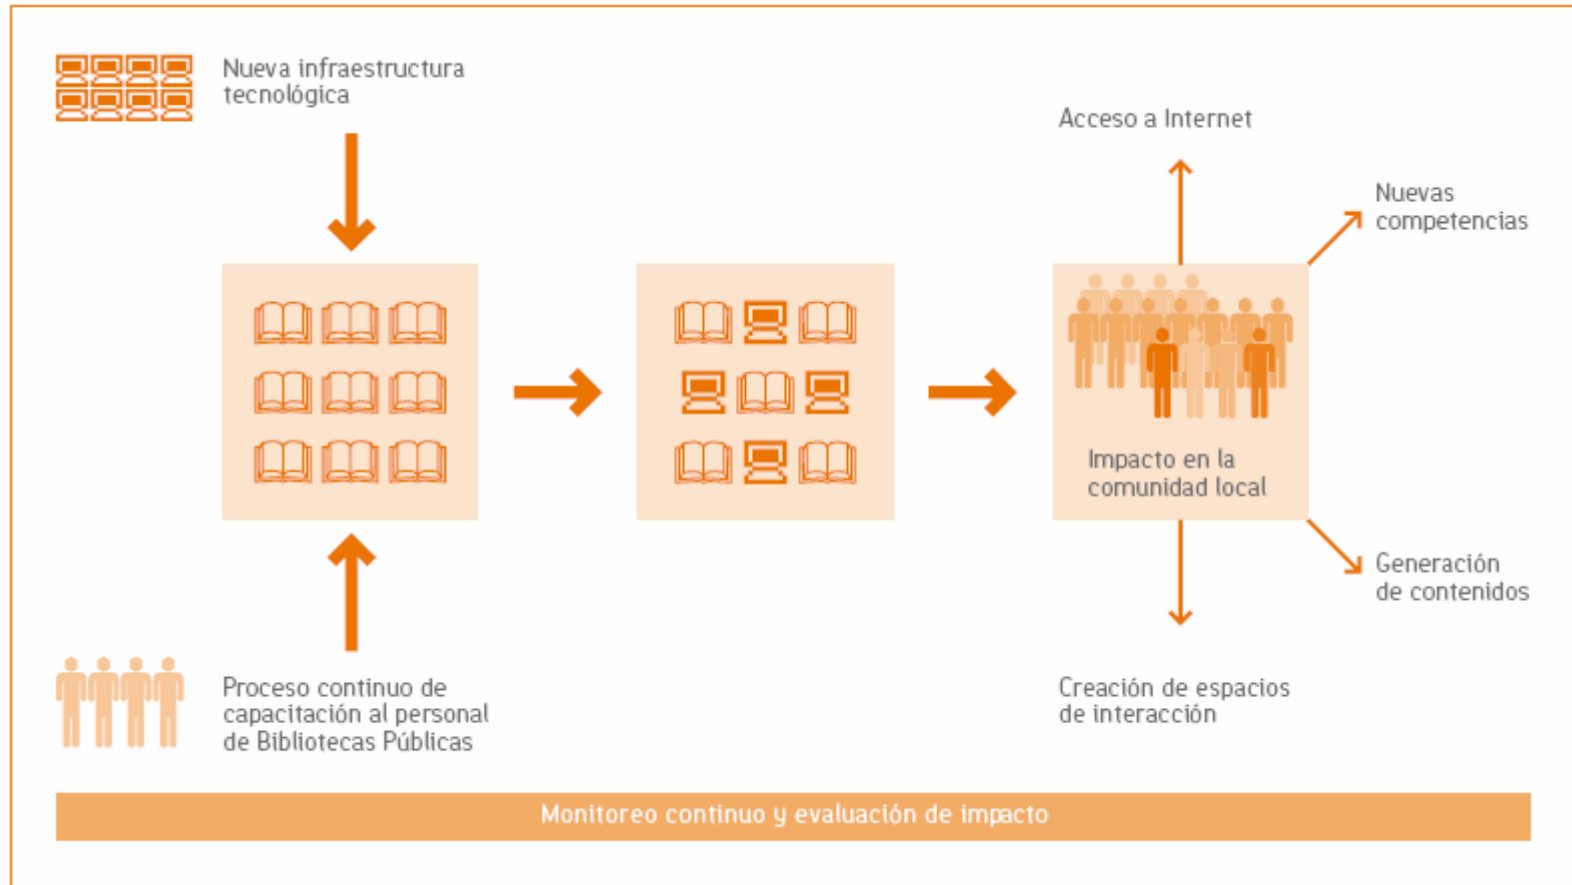 Nueva infraestructura
tecnológica
Acceso a Internet
Nuevas
competencias
Impacto en la
comunidad local
Generación
de contenidos
Proceso continuo de
capacitación al personal
de Bibliotecas Públicas
Creación de espacios
de interacción
Monitoreo continuo y evaluación de impacto